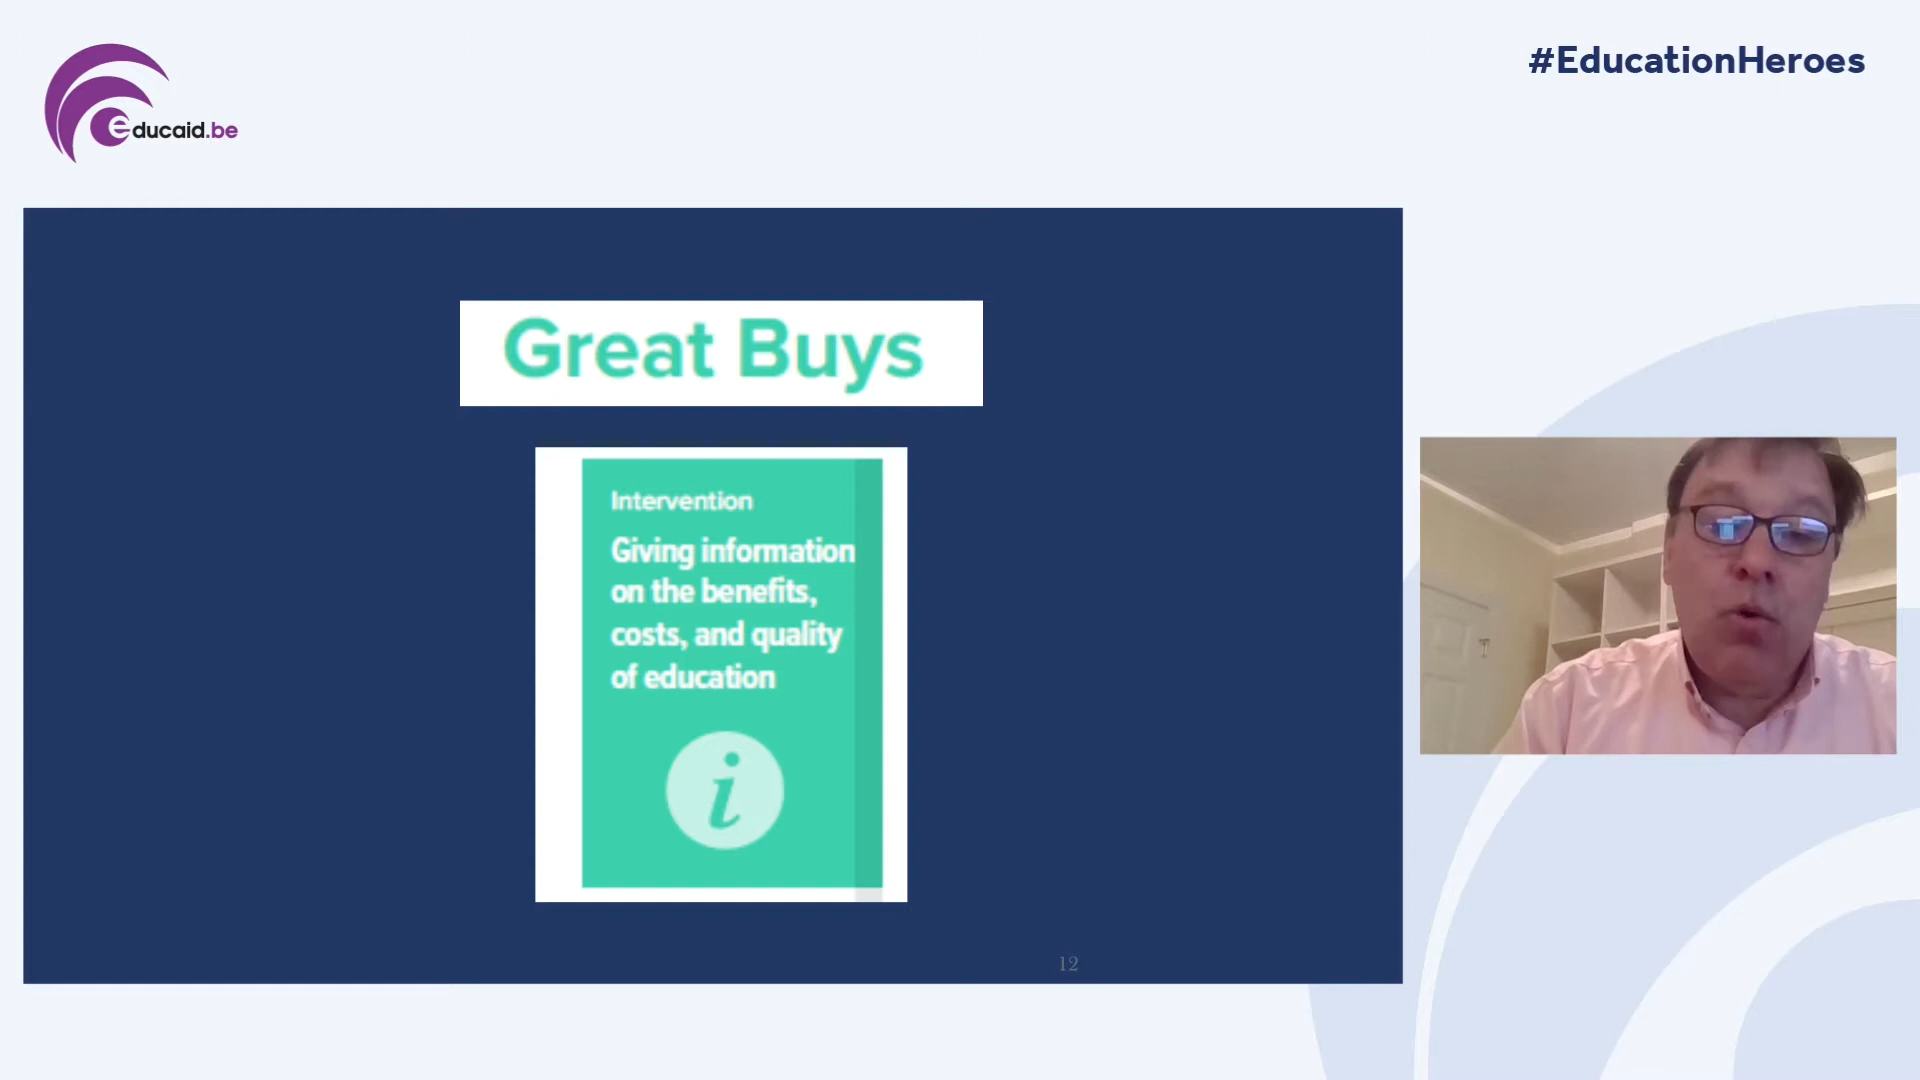 educaid.be
#EducationHeroes
Great Buys
Intervention
Giving information
on the benefits,
costs, and quality
of education
i
12